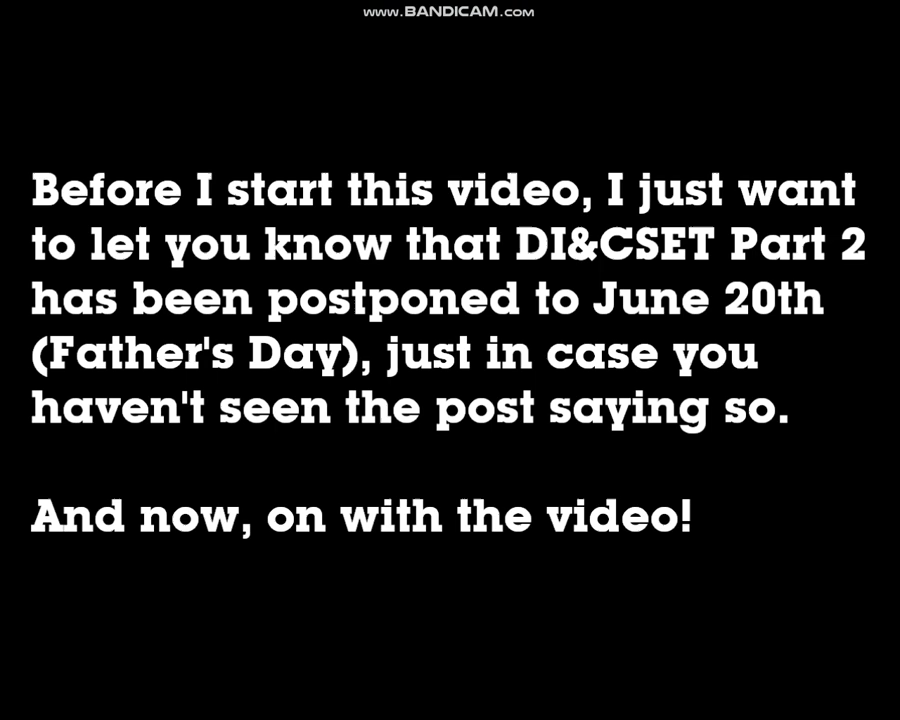 www.BANDICAM.com
Before I start this video, I just want
to let you know that DI&CSET Part 2
has been postponed to June 20th
(Father's Day), just in case you
haven't seen the post saying so.
And now, on with the video!